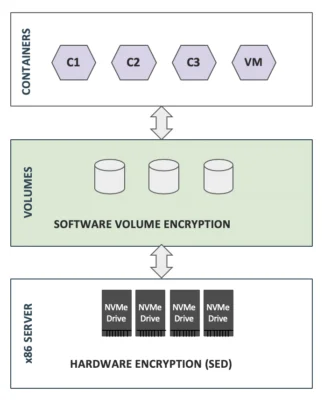 CONTAINERS
C1
C2
C3
VM
VOLUMES
SOFTWARE VOLUME ENCRYPTION
x86 SERVER
NVMe
Drive
NVMe
Drive
NVMe
Drive
NVMe
Drive
HARDWARE ENCRYPTION (SED)